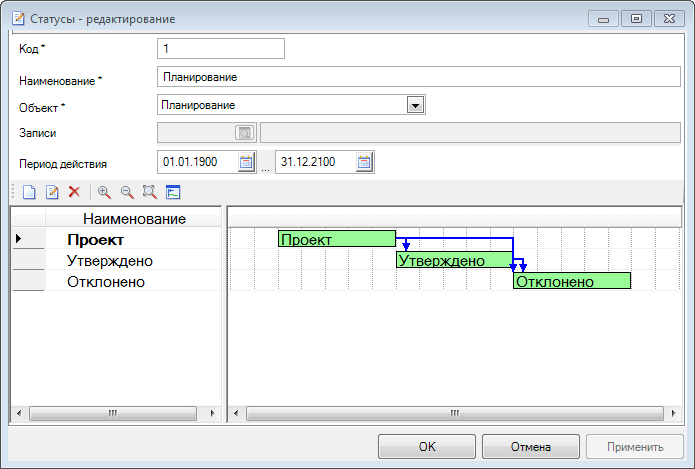 Статусы - редактирование
Код * 1
Наименование * Планирование
Объект * Планирование
Записи
Период действия 01.01.1900 ... 31.12.2100
Наименование
Проект Проект
Утверждено Утверждено
Отклонено Отклонено
OK Отмена Применить